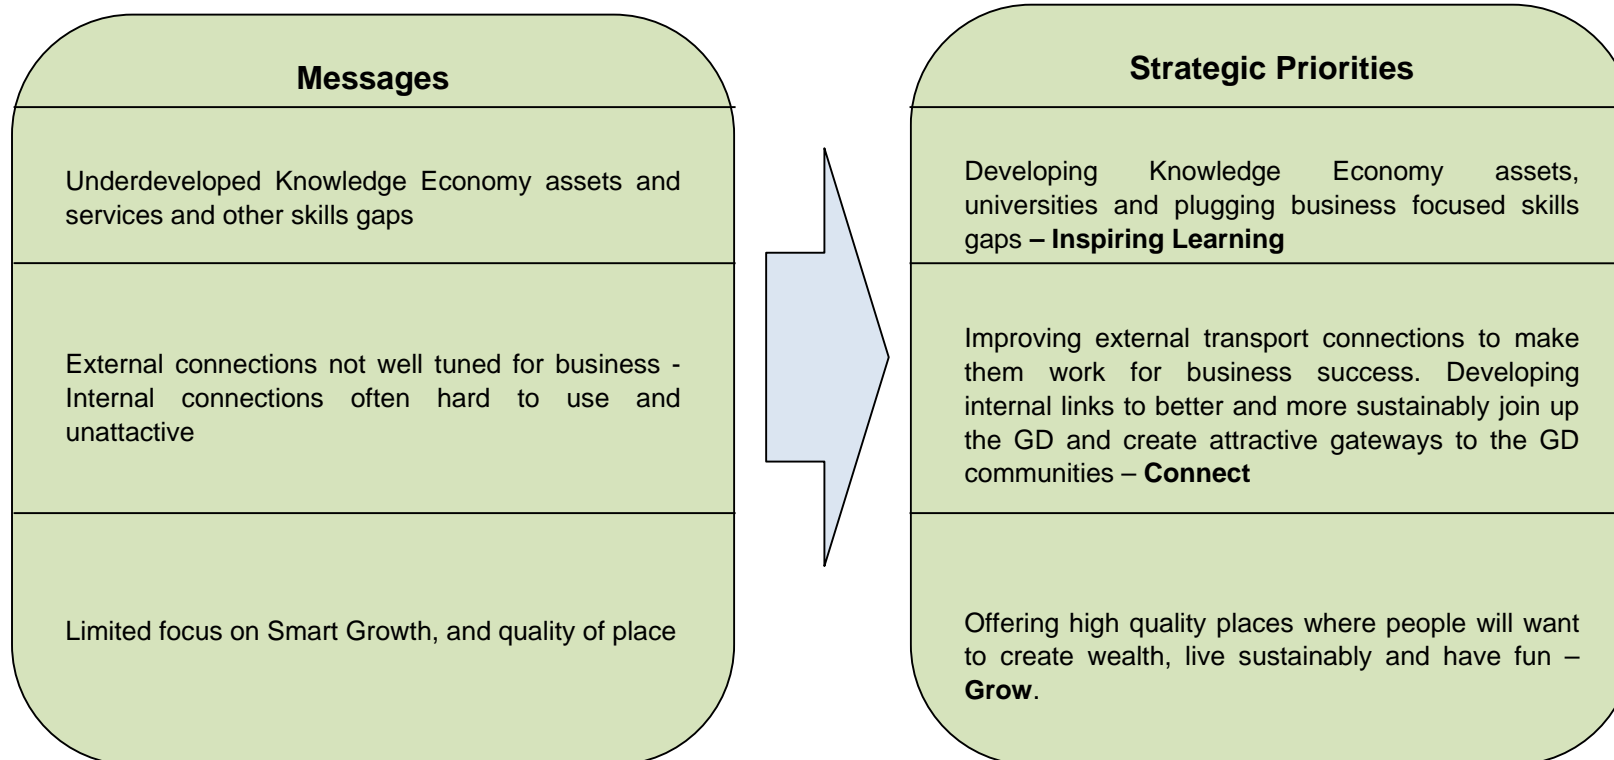 Messages
Underdeveloped Knowledge Economy assets and
services and other skills gaps
External connections not well tuned for business -
Internal connections often hard to use and
unattactive
Limited focus on Smart Growth, and quality of place
Strategic Priorities
Developing Knowledge Economy assets,
universities and plugging business focused skills
gaps – Inspiring Learning
Improving external transport connections to make
them work for business success. Developing
internal links to better and more sustainably join up
the GD and create attractive gateways to the GD
communities – Connect
Offering high quality places where people will want
to create wealth, live sustainably and have fun –
Grow.